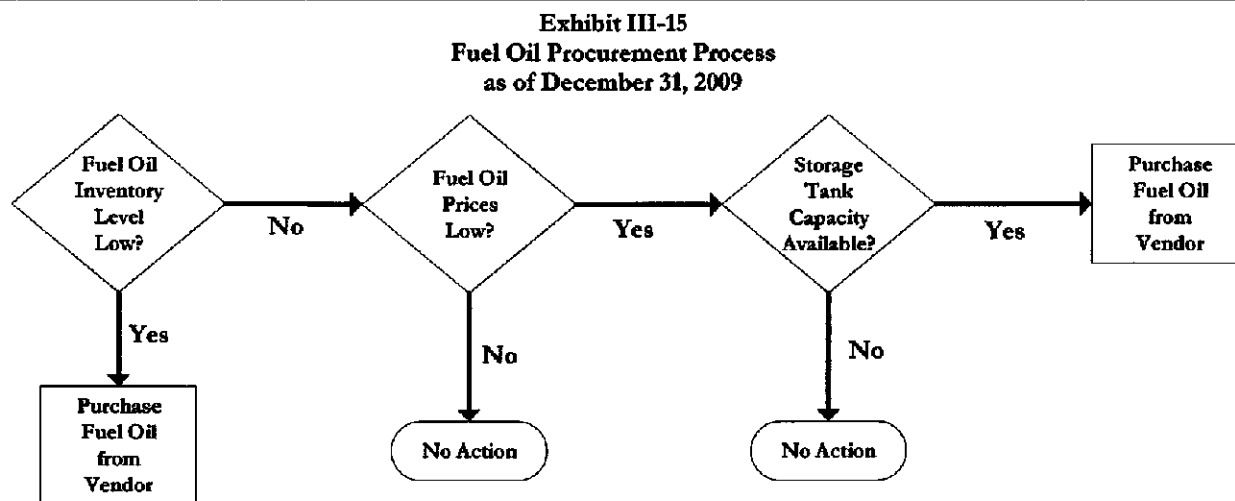 Exhibit III-15
Fuel Oil Procurement Process
as of December 31, 2009
Fuel Oil
Inventory
Level
Low?
No
Fuel Oil
Prices
Low?
Yes
Storage
Tank
Capacity
Available?
Yes
Purchase
Fuel Oil
from
Vendor
Yes
No
No
Purchase
Fuel Oil
from
Vendor
No Action
No Action